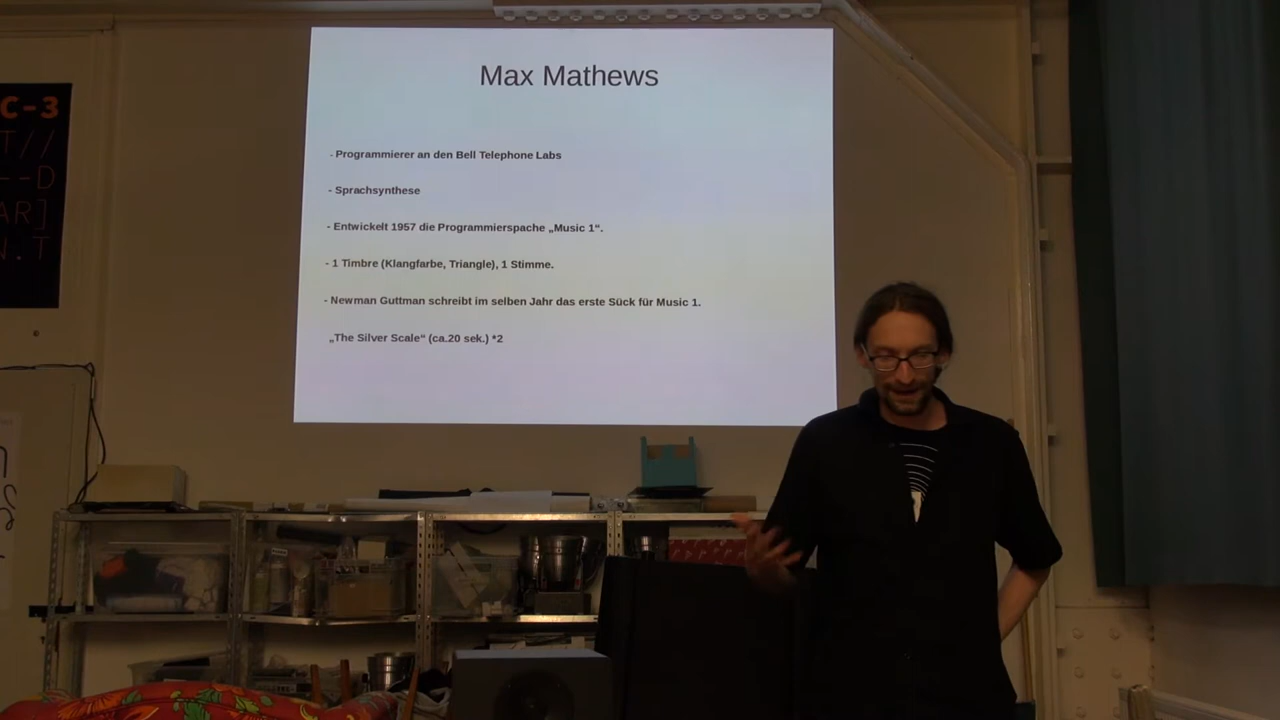 Max Mathews
- Programmierer an den Bell Telephone Labs
- Sprachsynthese
- Entwickelt 1957 die Programmierspache „Music 1“.
- 1 Timbre (Klangfarbe, Triangle), 1 Stimme.
- Newman Guttman schreibt im selben Jahr das erste Sück für Music 1.
„The Silver Scale“ (ca.20 sek.) *2
C-3
T//
--D
AR]
N.T